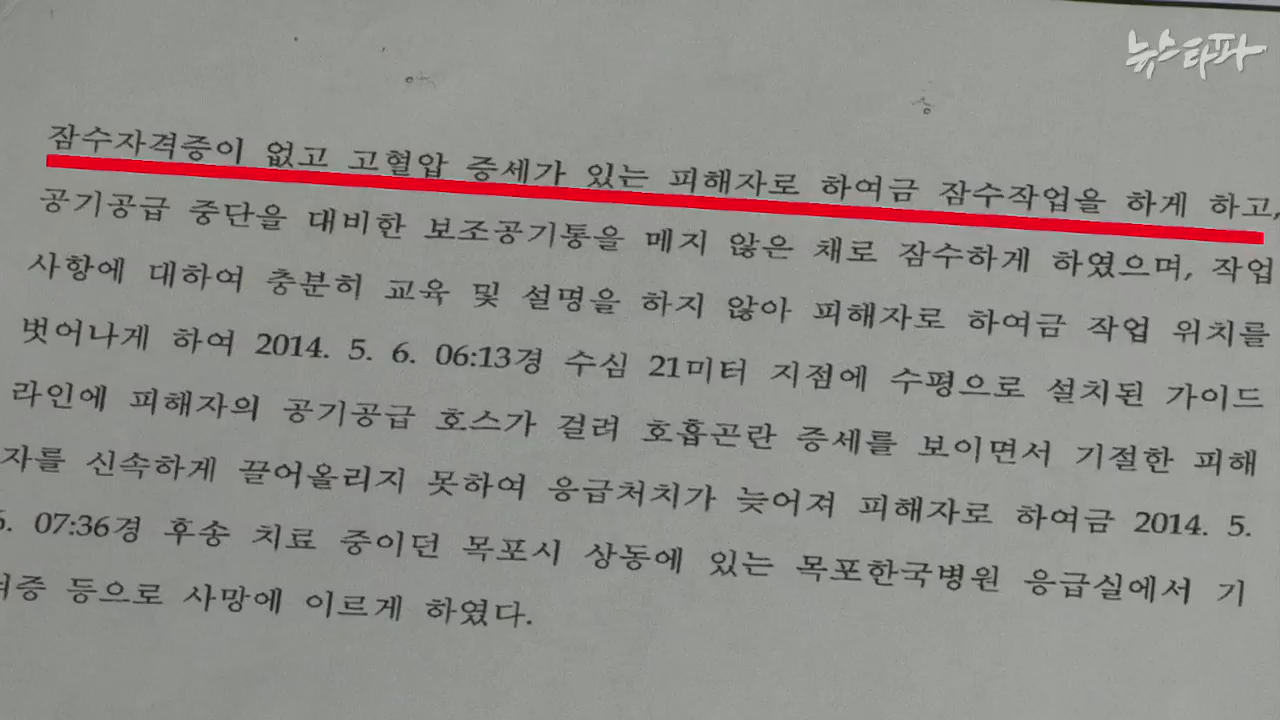 뉴스타파
잠수자격증이 없고 고혈압 증세가 있는 피해자로 하여금 잠수작업을 하게 하고,
공기공급 중단을 대비한 보조공기통을 메지 않은 채로 잠수하게 하였으며, 작업
사항에 대하여 충분히 교육 및 설명을 하지 않아 피해자로 하여금 작업 위치를
벗어나게 하여 2014. 5. 6. 06:13경 수심 21미터 지점에 수평으로 설치된 가이드
라인에 피해자의 공기공급 호스가 걸려 호흡곤란 증세를 보이면서 기절한 피해
자를 신속하게 끌어올리지 못하여 응급처치가 늦어져 피해자로 하여금 2014. 5.
6. 07:36경 후송 치료 중이던 목포시 상동에 있는 목포한국병원 응급실에서 기
등으로 사망에 이르게 하였다.